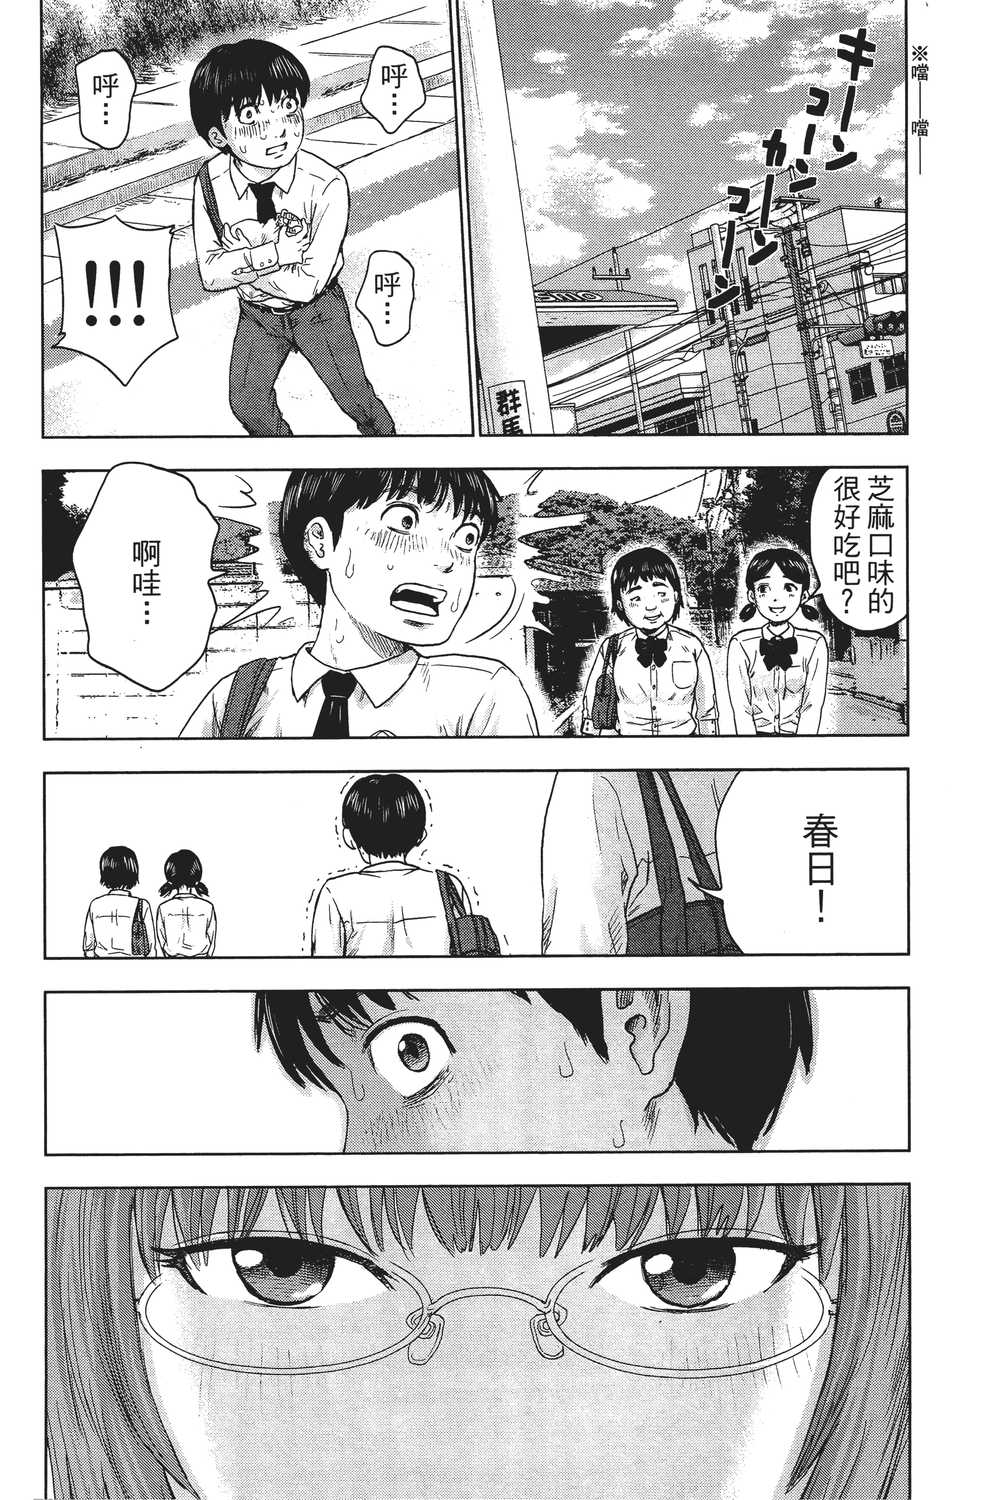 ※噹——噹——
キーンコーン
カンコーン
群馬
呼…
呼…
呼…
!!!
芝麻口味的
很好吃吧？
啊哇…
春日！